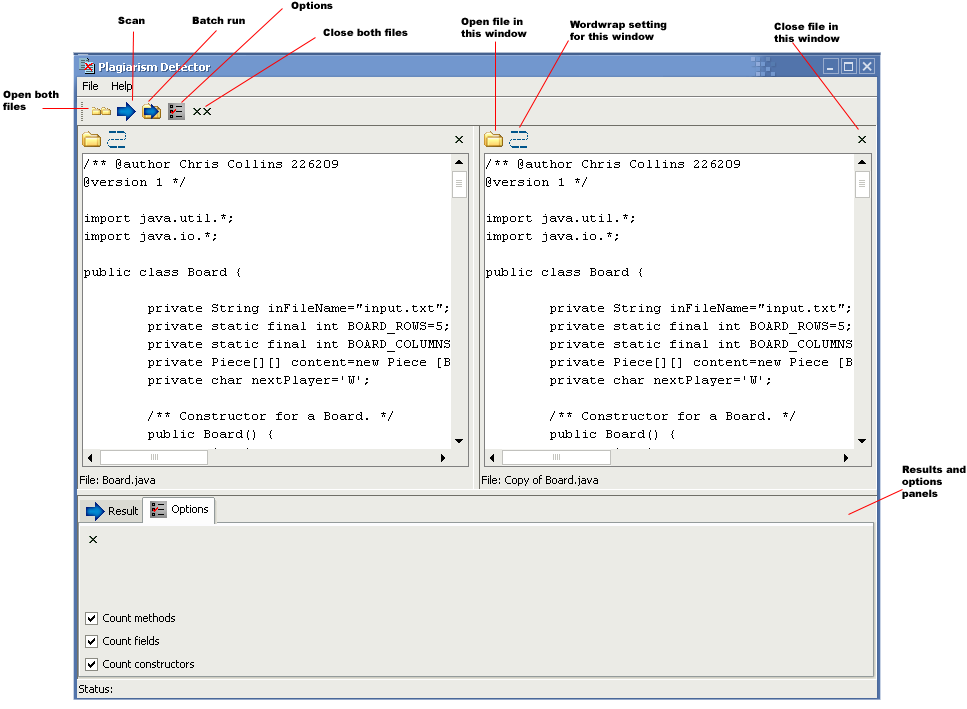 Scan
Batch run
Options
Close both files
Open file in
this window
Wordwrap setting
for this window
Close file in
this window
Open both
files
Plagiarism Detector
File Help
/** @author Chris Collins 226209
@version 1 */
import java.util.*;
import java.io.*;
public class Board {
private String inFileName="input.txt";
private static final int BOARD_ROWS=5;
private static final int BOARD_COLUMNS
private Piece[][] content=new Piece [B
private char nextPlayer='W';
/** Constructor for a Board. */
public Board() {
File: Board.java
/** @author Chris Collins 226209
@version 1 */
import java.util.*;
import java.io.*;
public class Board {
private String inFileName="input.txt";
private static final int BOARD_ROWS=5;
private static final int BOARD_COLUMNS
private Piece[][] content=new Piece [B
private char nextPlayer='W';
/** Constructor for a Board. */
public Board() {
File: Copy of Board.java
Results and
options
panels
Result Options
Count methods
Count fields
Count constructors
Status: